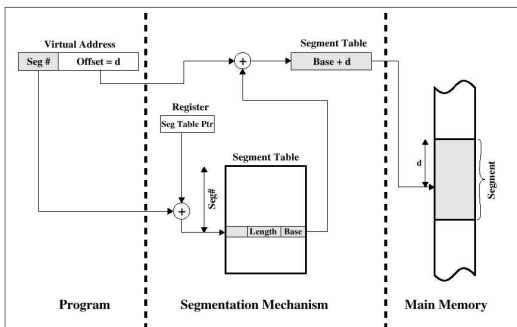 Virtual Address
Seg #
Offset = d
+
Segment Table
Base + d
Register
Seg Table Ptr
Segment Table
Seg#
+
Length
Base
d
Segment
Program
Segmentation Mechanism
Main Memory